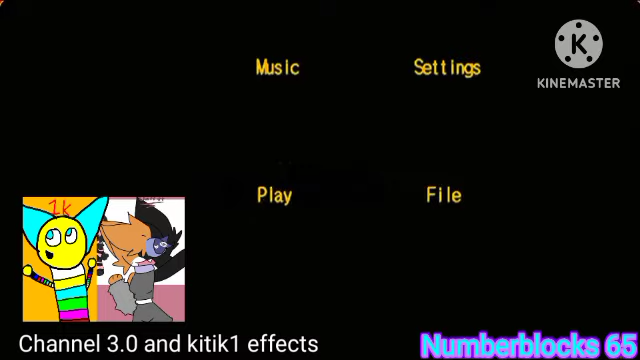 Music
Settings
KINEMASTER
Play
File
1K
Channel 3.0 and kitik1 effects
Numberblocks 65